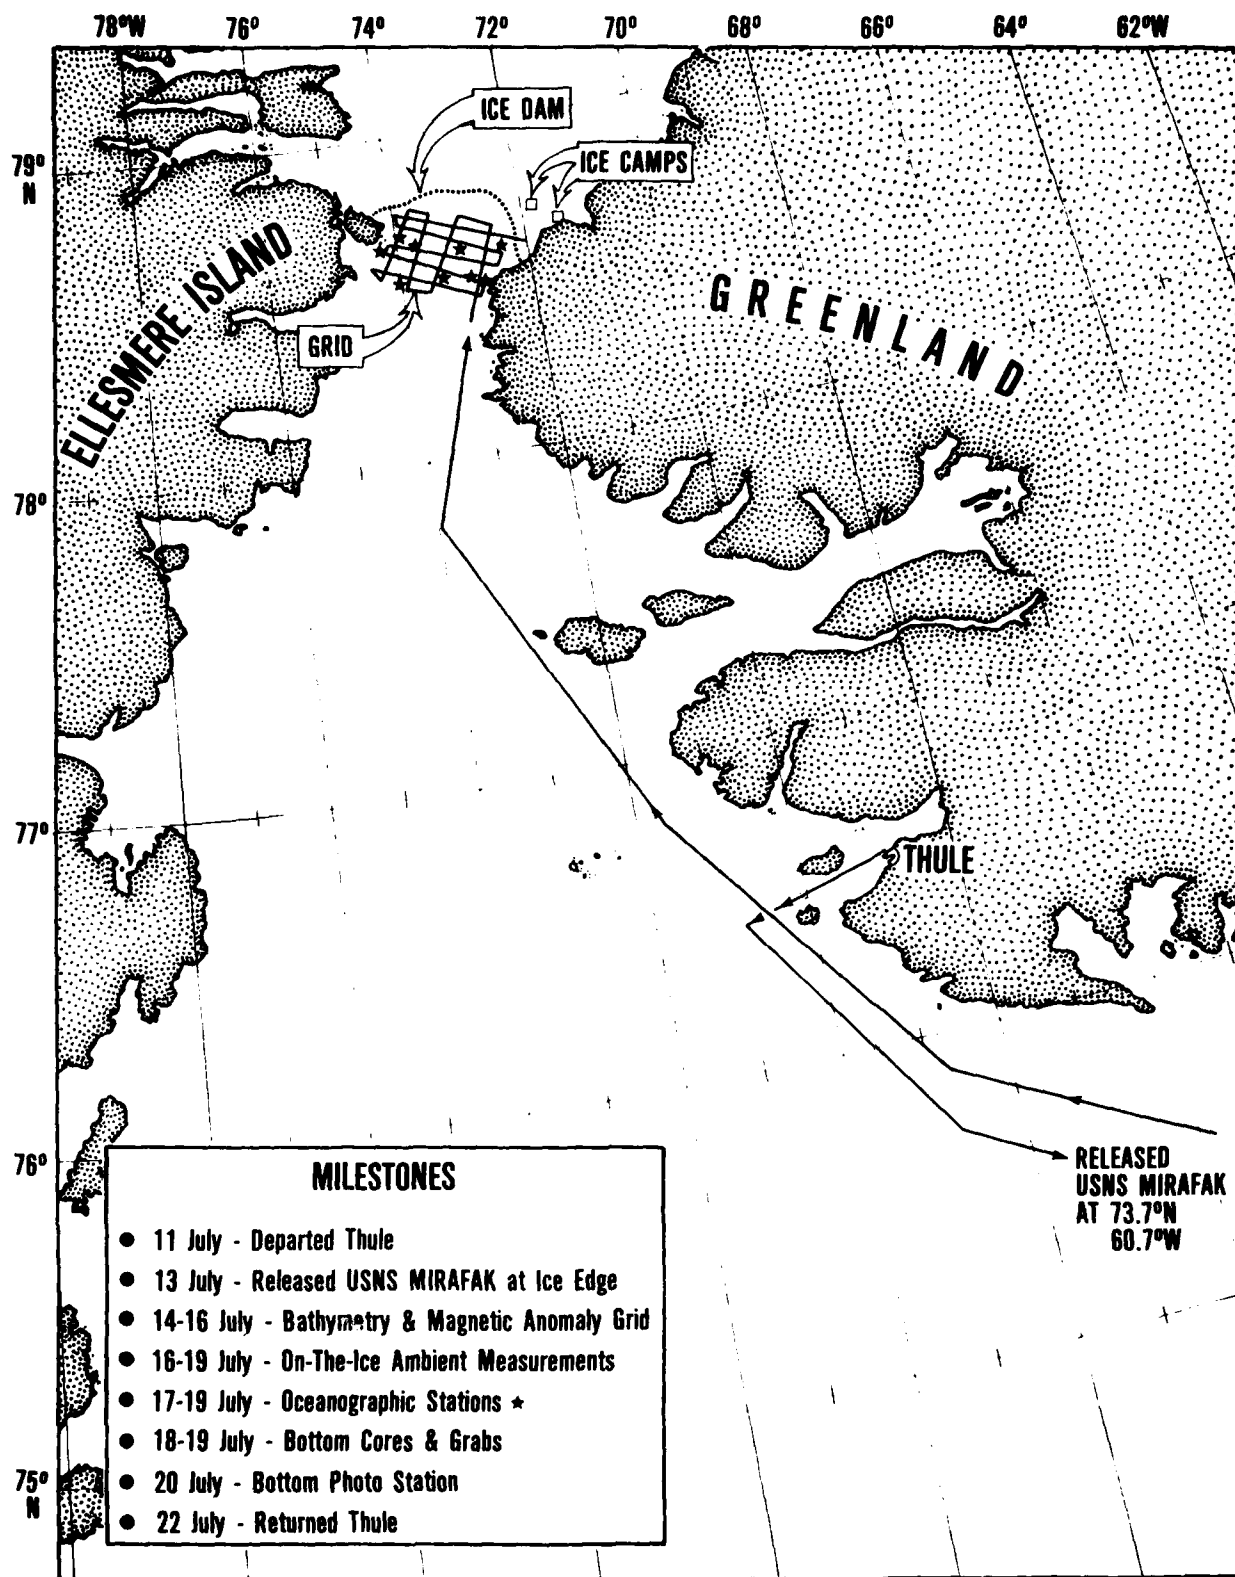 78°W 76° 74° 72° 70° 68° 66° 64° 62°W
ICE DAM
ICE CAMPS
79°
N
ELLESMERE ISLAND
GREENLAND
GRID
78°
77°
THULE
76°
RELEASED
USNS MIRAFAK
AT 73.7°N
60.7°W
MILESTONES
● 11 July - Departed Thule
● 13 July - Released USNS MIRAFAK at Ice Edge
● 14-16 July - Bathymetry & Magnetic Anomaly Grid
● 16-19 July - On-The-Ice Ambient Measurements
● 17-19 July - Oceanographic Stations ★
● 18-19 July - Bottom Cores & Grabs
● 20 July - Bottom Photo Station
● 22 July - Returned Thule
75°
N